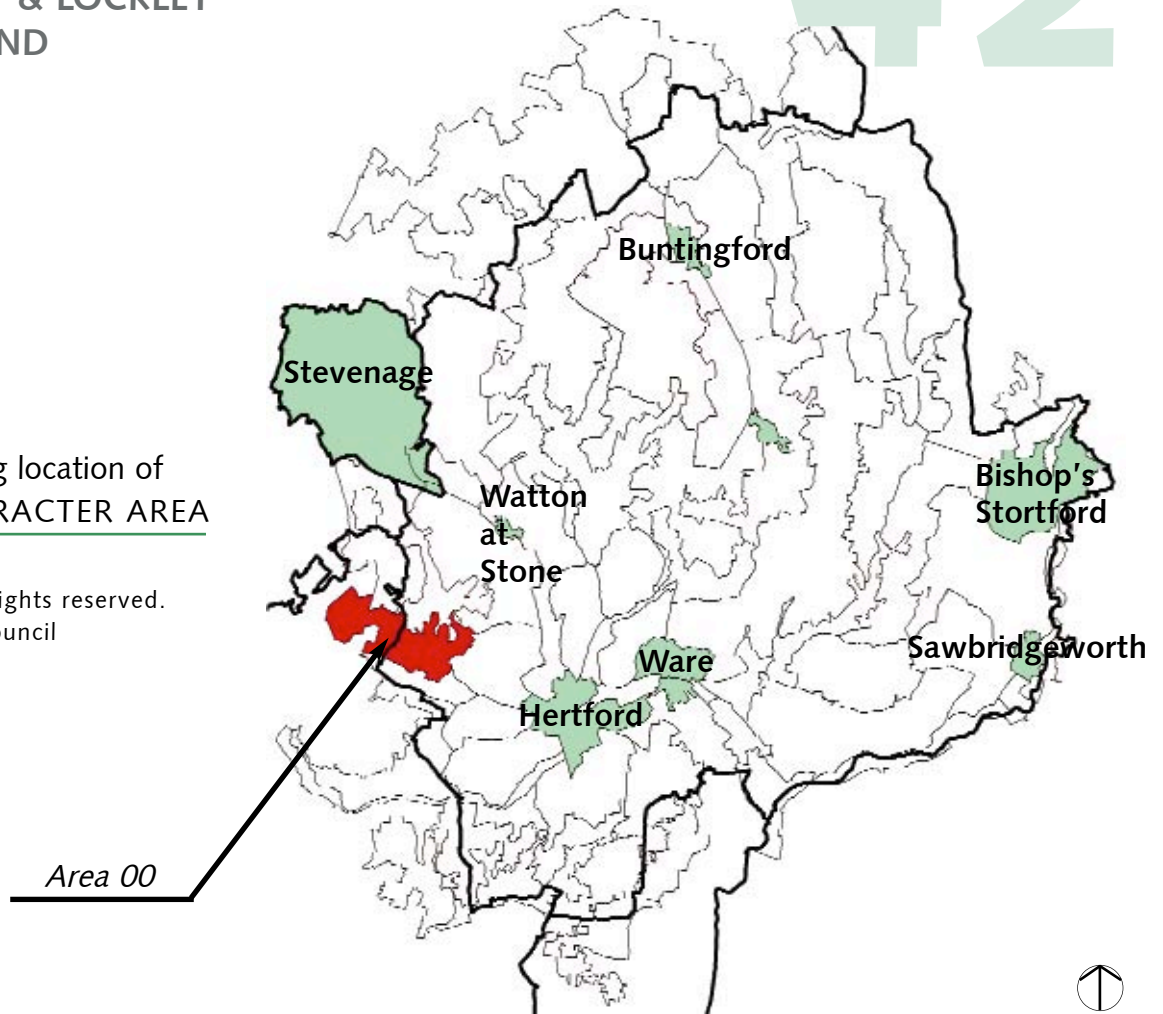 & LOCKLEY
ND
42
Buntingford
Stevenage
g location of
RACTER AREA
Watton
at
Stone
Bishop's
Stortford
ights reserved.
ouncil
Sawbridgeworth
Ware
Hertford
Area 00